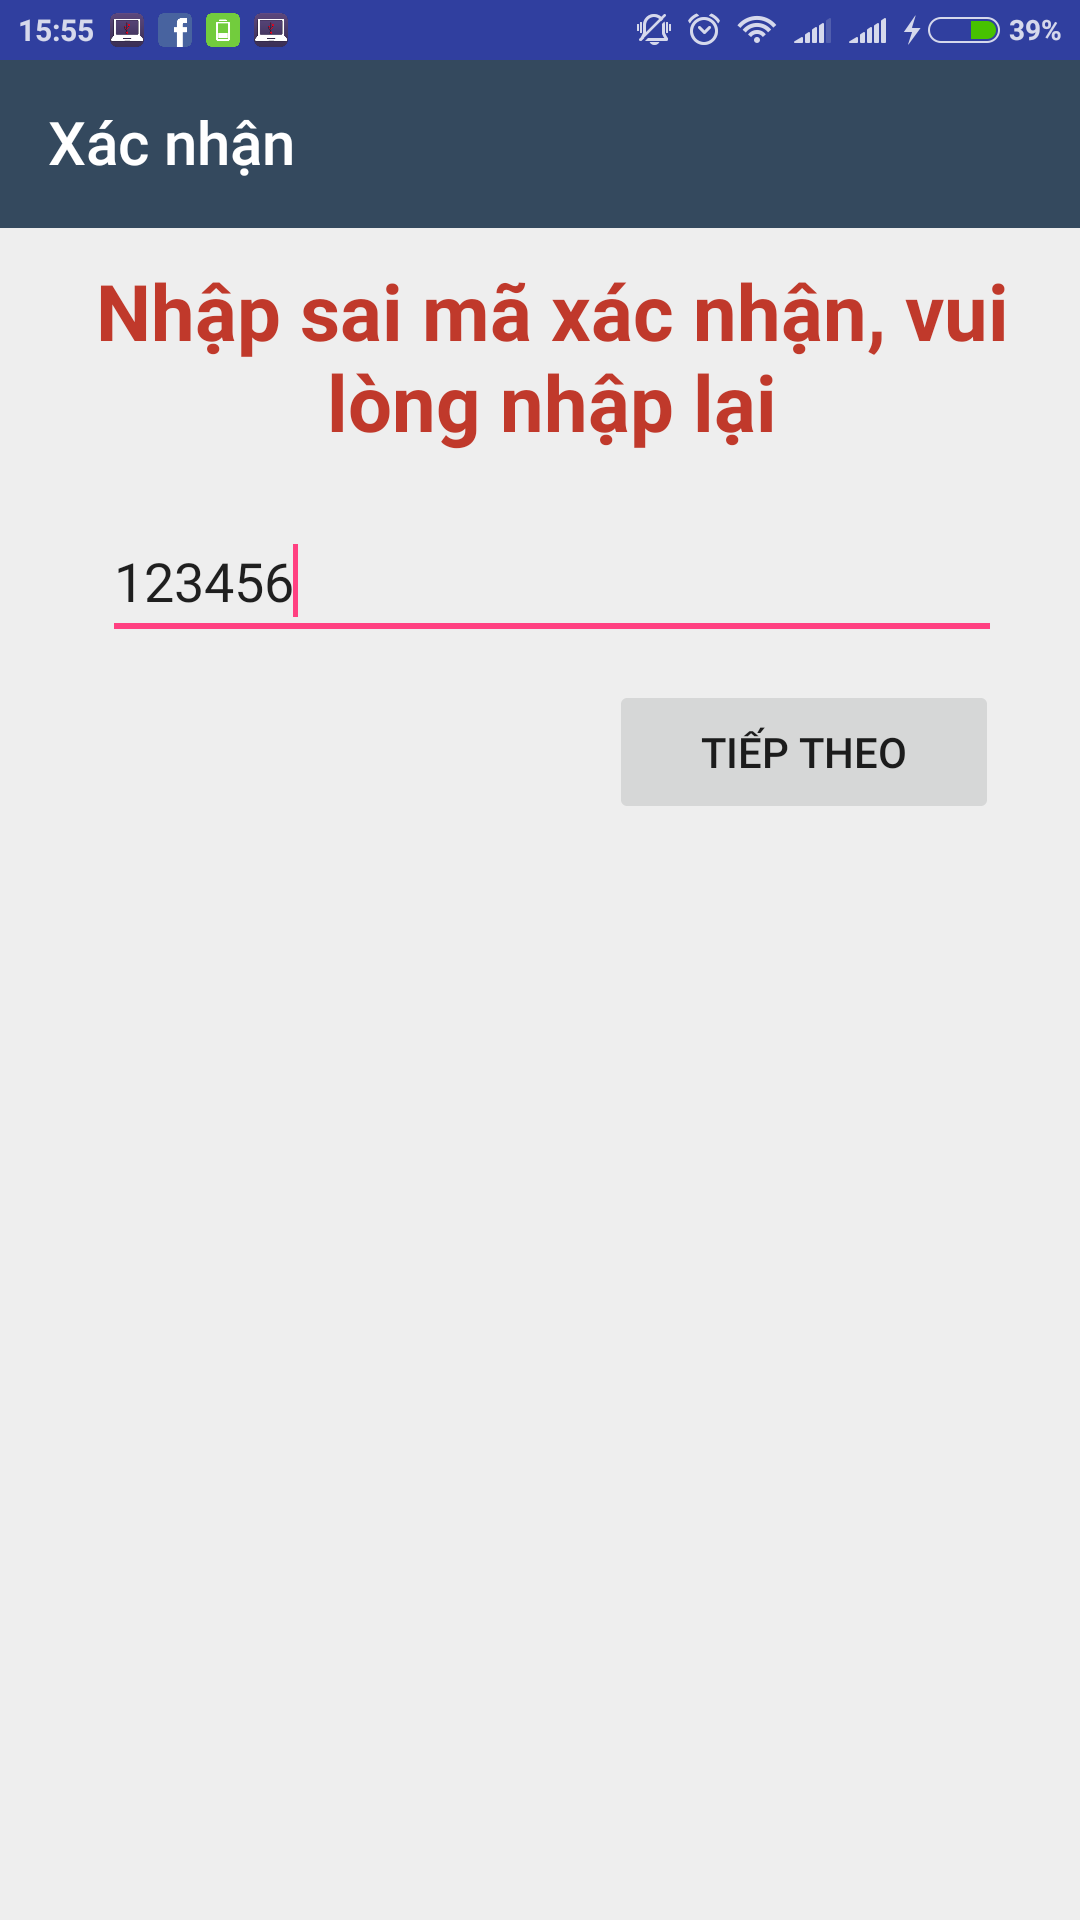 15:55
39%
Xác nhận
Nhập sai mã xác nhận, vui
lòng nhập lại
123456
TIẾP THEO